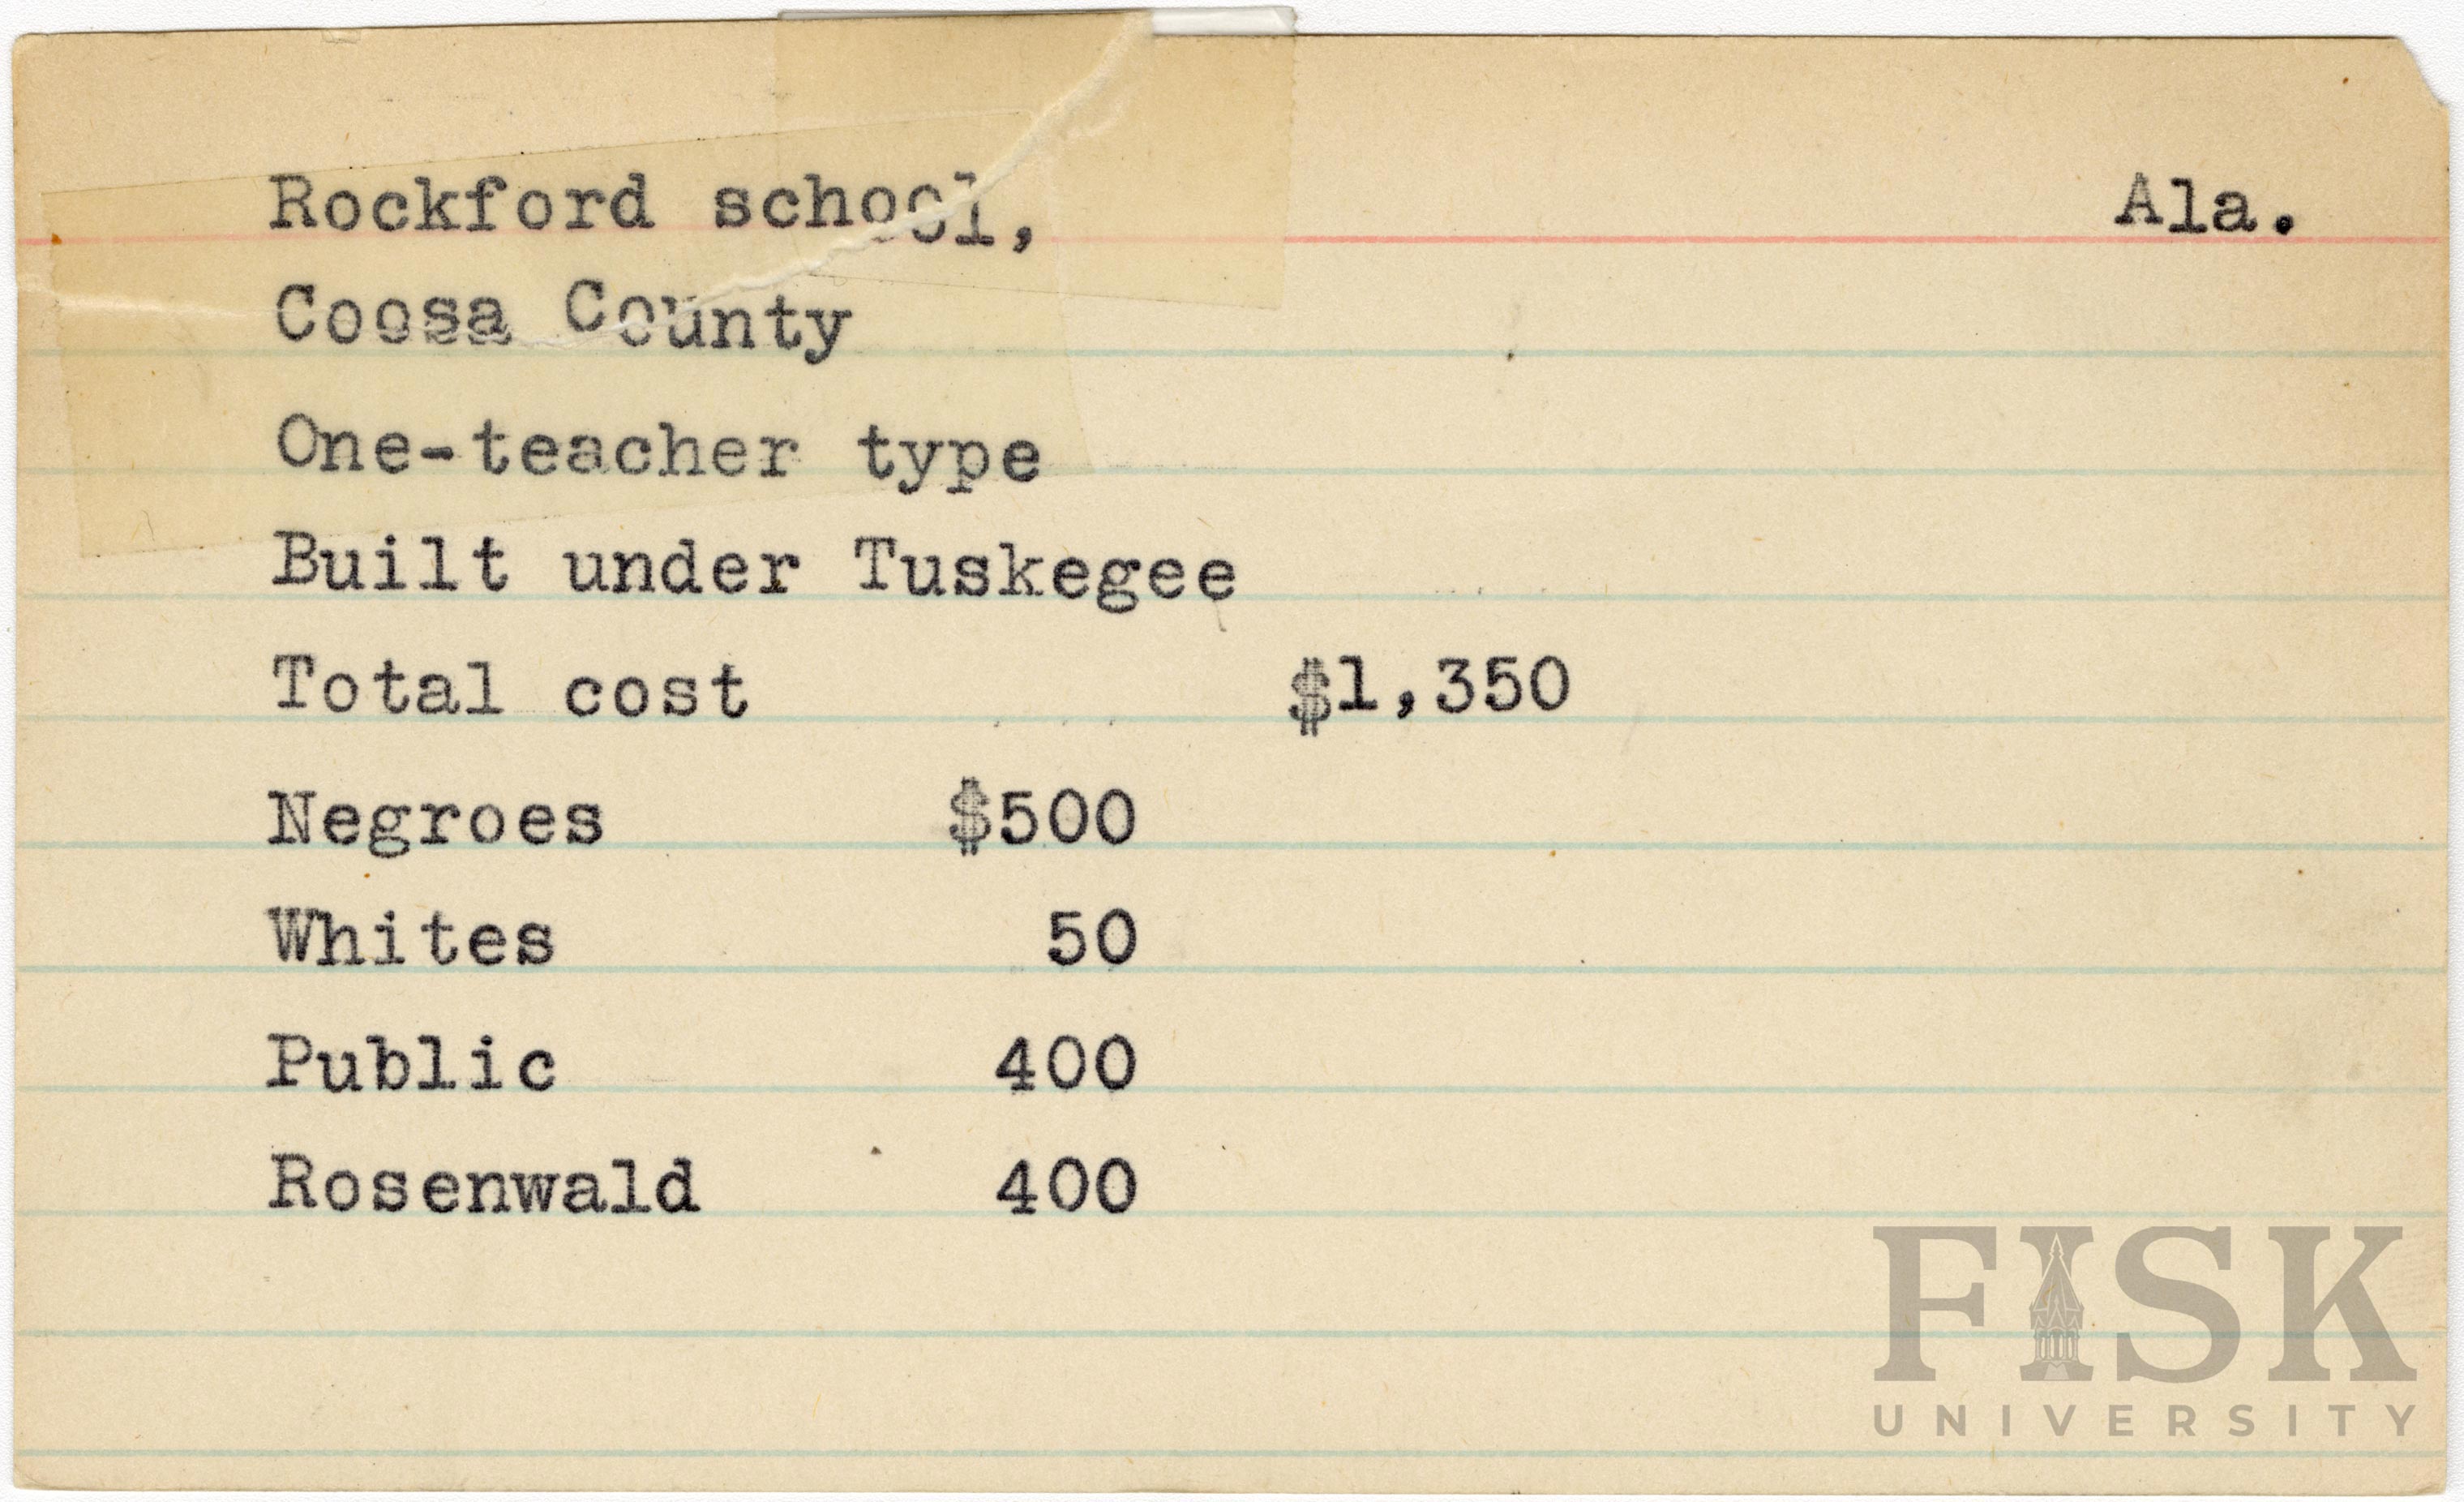 Rockford school, Ala.
Coosa County
One-teacher type
Built under Tuskegee
Total cost $1,350
Negroes $500
Whites 50
Public 400
Rosenwald 400
FISK
UNIVERSITY